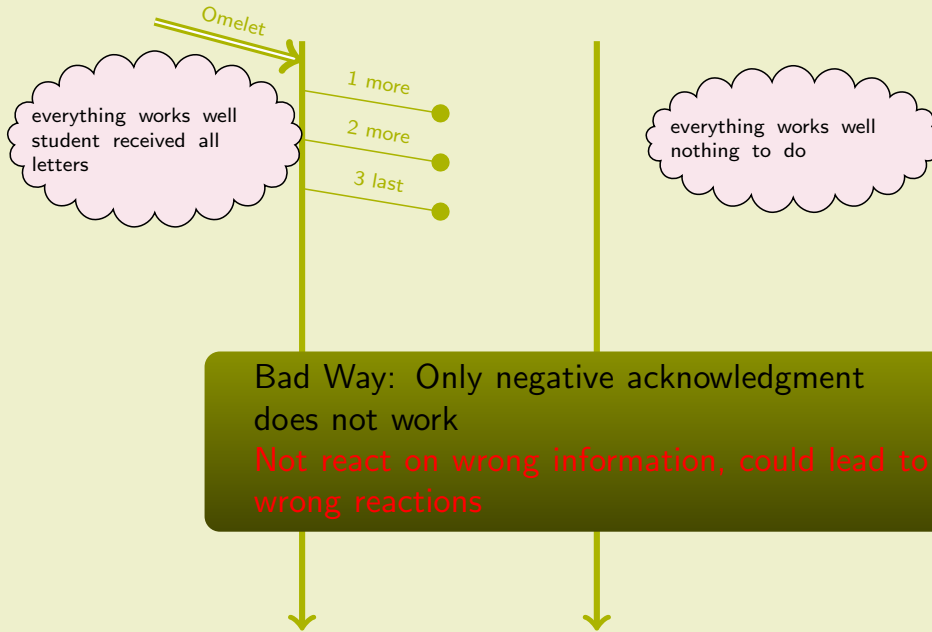 Omelet
1 more
everything works well
student received all
letters
2 more
3 last
everything works well
nothing to do
Bad Way: Only negative acknowledgment
does not work
Not react on wrong information, could lead to
wrong reactions